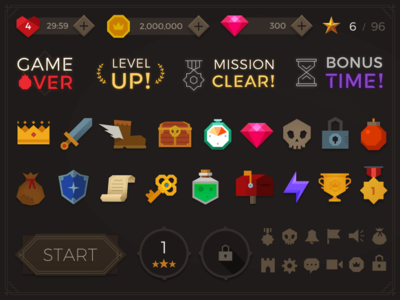 4 29:59 2,000,000 300 6 / 96
GAME OVER
LEVEL UP!
MISSION CLEAR!
BONUS TIME!
1
START
1